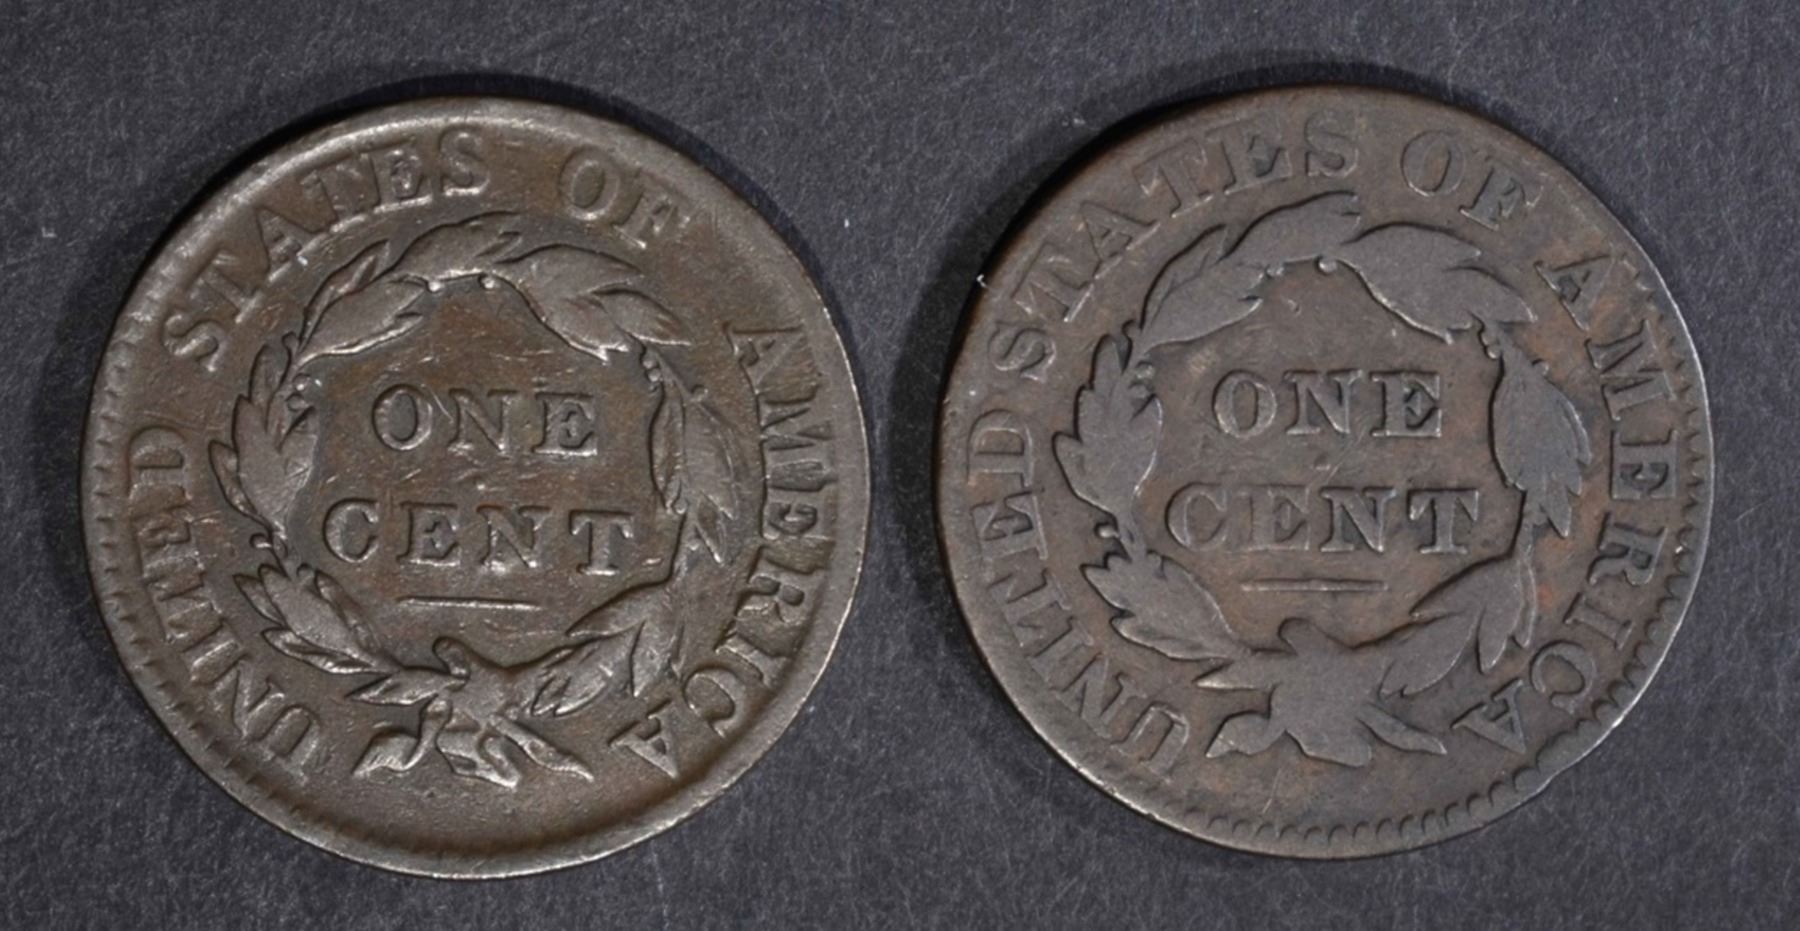 UNITED STATES OF AMERICA
ONE
CENT
UNITED STATES OF AMERICA
ONE
CENT